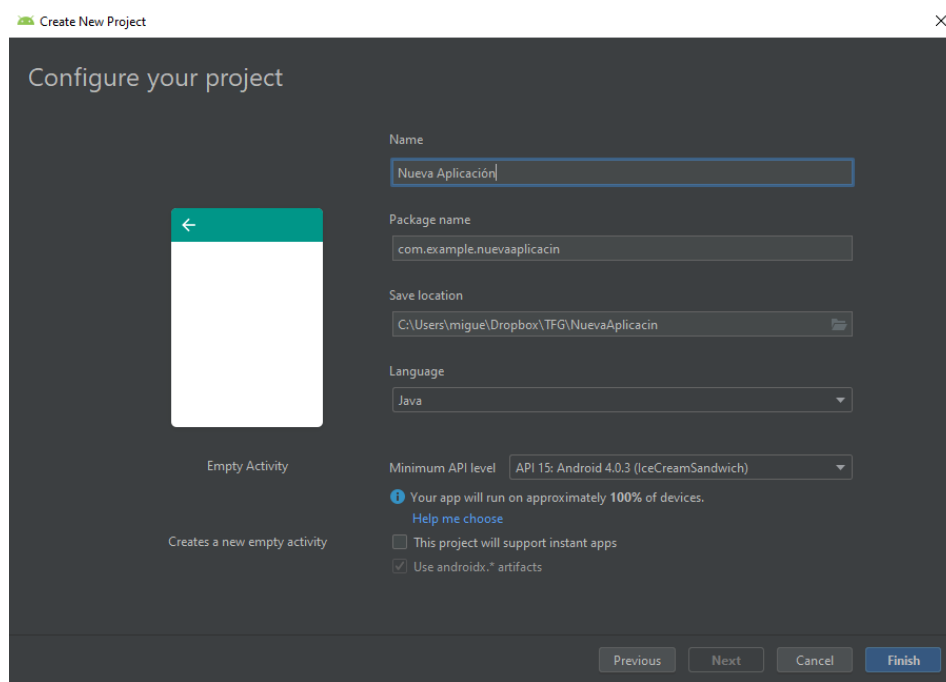 Create New Project
Configure your project
Name
Nueva Aplicación
Package name
com.example.nuevaaplicacin
Save location
C:\Users\migue\Dropbox\TFG\NuevaAplicacin
Language
Java
Empty Activity
Minimum API level API 15: Android 4.0.3 (IceCreamSandwich)
Your app will run on approximately 100% of devices.
Help me choose
Creates a new empty activity
This project will support instant apps
Use androidx.* artifacts
Previous Next Cancel Finish